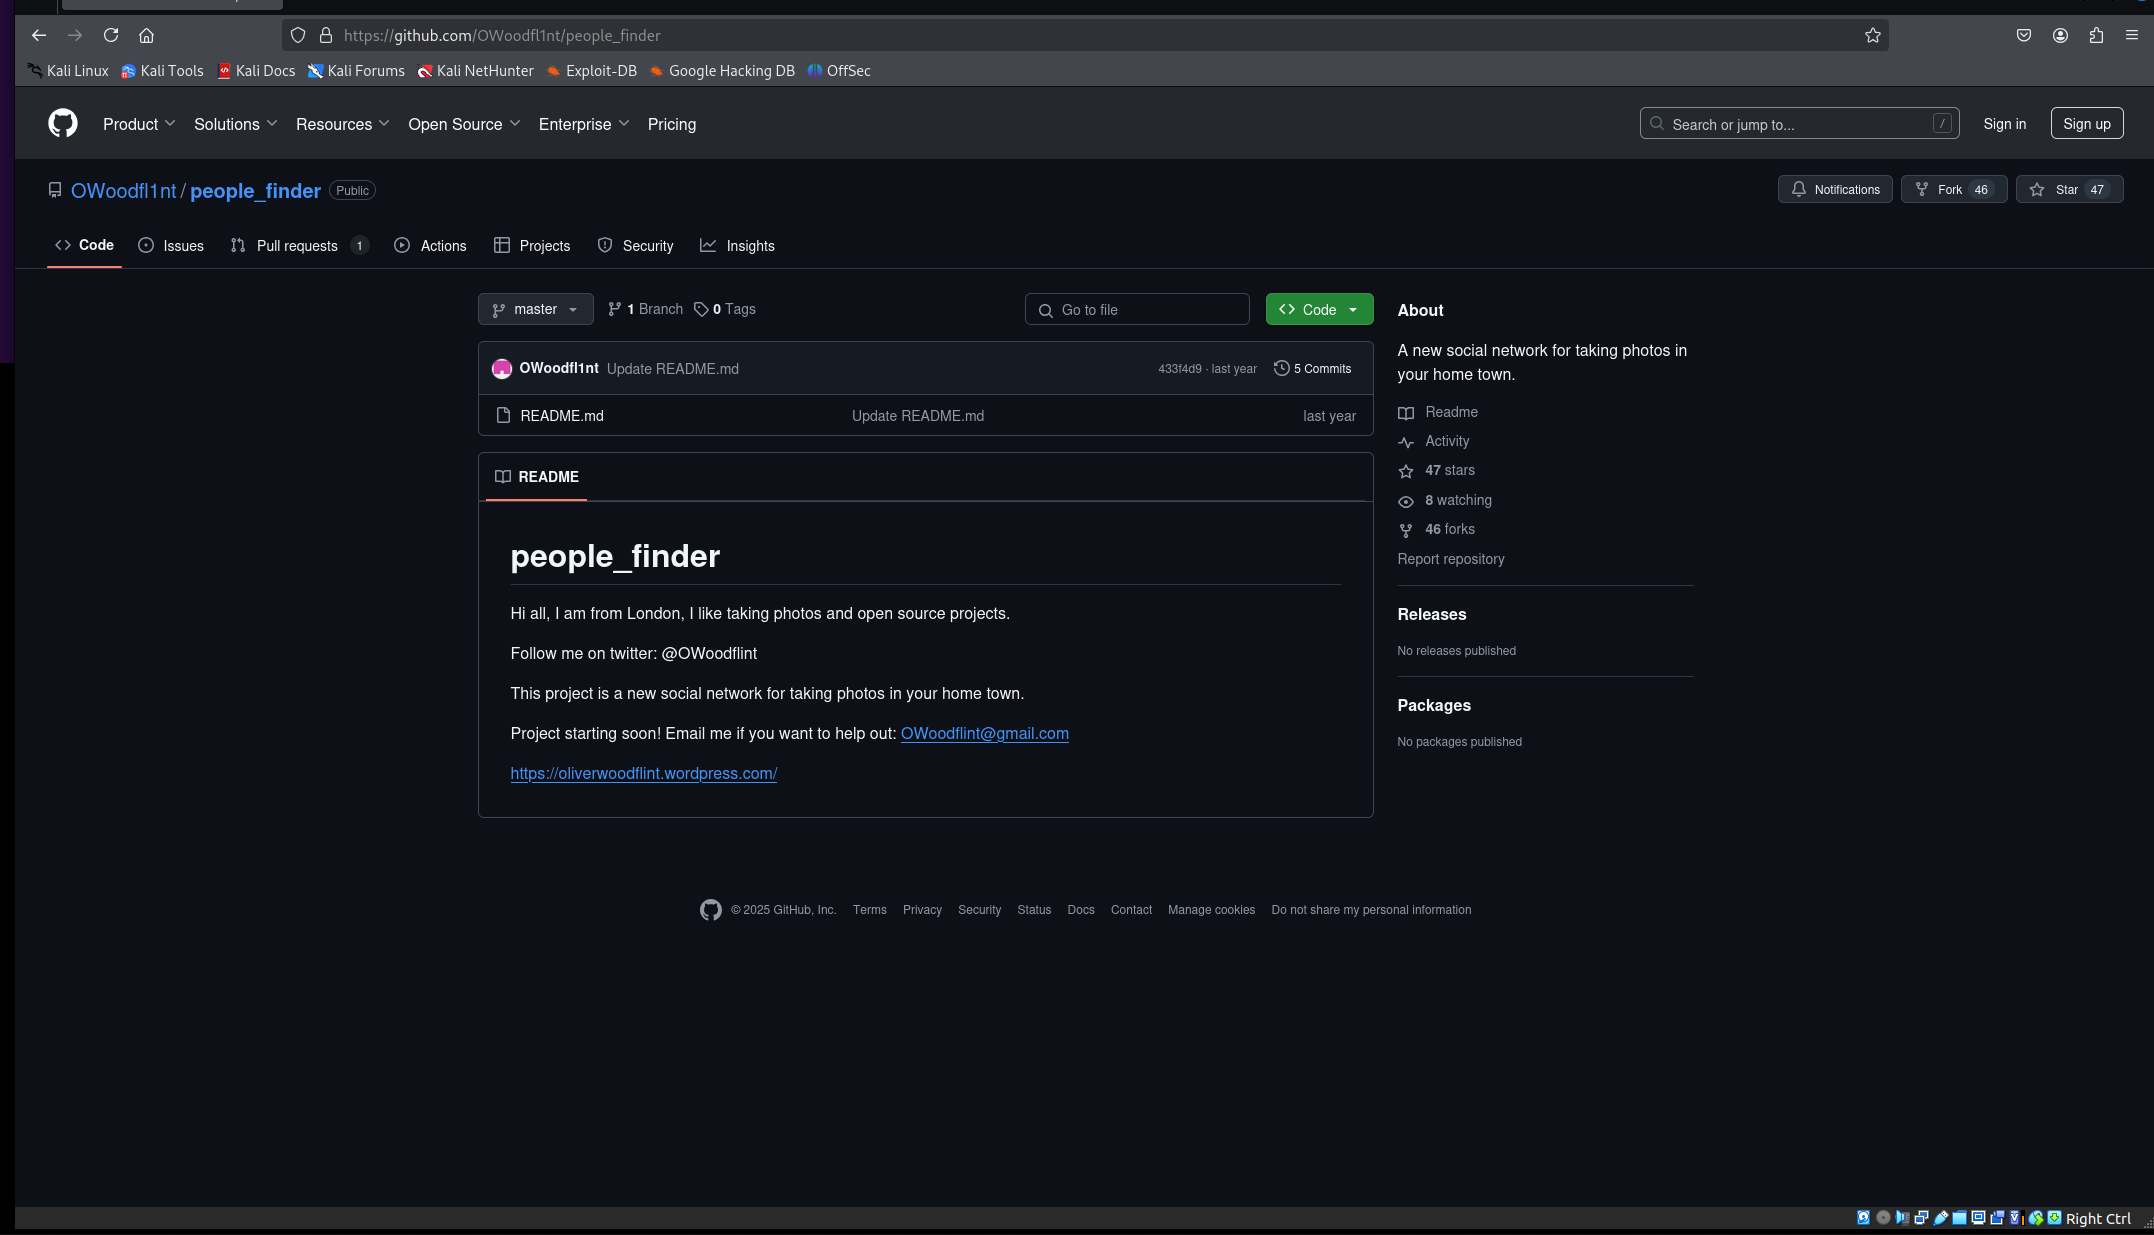 https://github.com/OWoodfl1nt/people_finder
Kali Linux Kali Tools Kali Docs Kali Forums Kali NetHunter Exploit-DB Google Hacking DB OffSec
Product Solutions Resources Open Source Enterprise Pricing Search or jump to... / Sign in Sign up
OWoodfl1nt / people_finder Public Notifications Fork 46 Star 47
Code Issues Pull requests 1 Actions Projects Security Insights
master 1 Branch 0 Tags Go to file Code
OWoodfl1nt Update README.md 433f4d9 · last year 5 Commits
README.md Update README.md last year
README
people_finder
Hi all, I am from London, I like taking photos and open source projects.
Follow me on twitter: @OWoodflint
This project is a new social network for taking photos in your home town.
Project starting soon! Email me if you want to help out: OWoodflint@gmail.com
https://oliverwoodflint.wordpress.com/
About
A new social network for taking photos in
your home town.
Readme
Activity
47 stars
8 watching
46 forks
Report repository
Releases
No releases published
Packages
No packages published
© 2025 GitHub, Inc. Terms Privacy Security Status Docs Contact Manage cookies Do not share my personal information
Right Ctrl